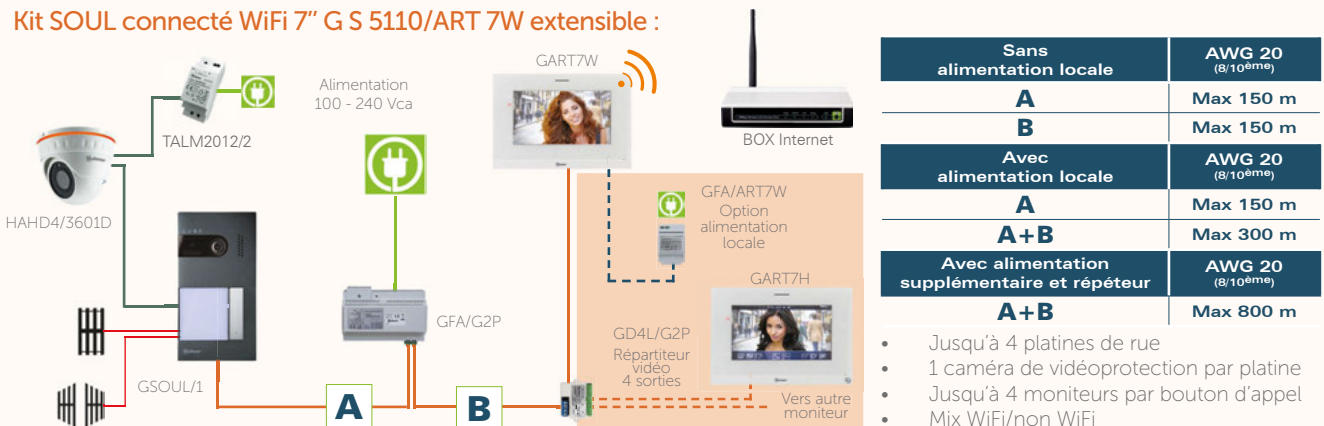 Kit SOUL connecté WiFi 7’’ G S 5110/ART 7W extensible :
TALM2012/2
HAHD4/3601D
Alimentation
100 - 240 Vca
GART7W
BOX Internet
GSOUL/1
GFA/G2P
A
B
GFA/ART7W
Option
alimentation
locale
GART7H
GD4L/G2P
Répartiteur
vidéo
4 sorties
Vers autre
moniteur
Sans
alimentation locale
AWG 20
(8/10ème)
A
Max 150 m
B
Max 150 m
Avec
alimentation locale
AWG 20
(8/10ème)
A
Max 150 m
A+B
Max 300 m
Avec alimentation
supplémentaire et répéteur
AWG 20
(8/10ème)
A+B
Max 800 m
• Jusqu’à 4 platines de rue
• 1 caméra de vidéoprotection par platine
• Jusqu’à 4 moniteurs par bouton d’appel
• Mix WiFi/non WiFi